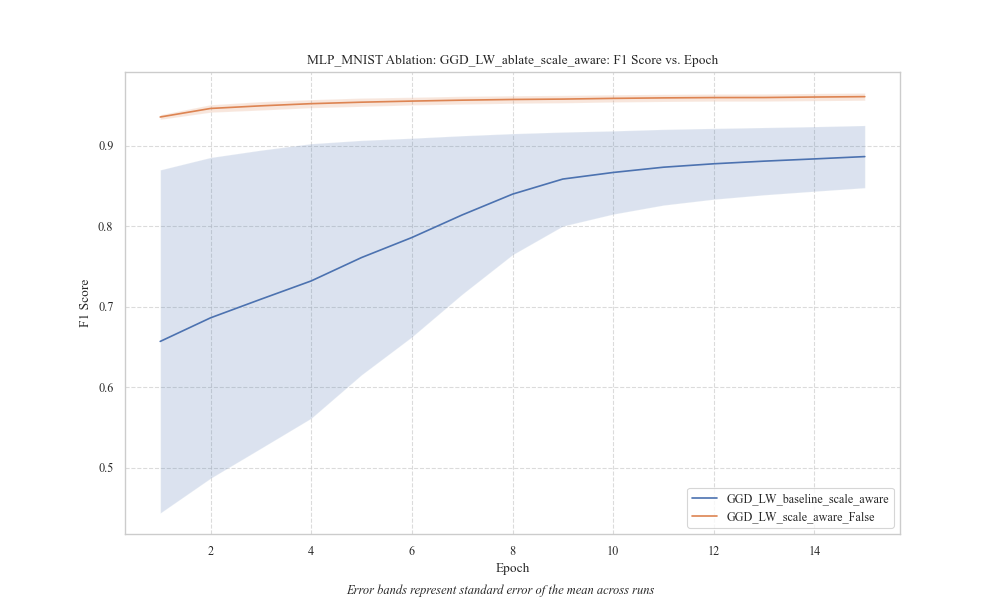 MLP_MNIST Ablation: GGD_LW_ablate_scale_aware: F1 Score vs. Epoch
F1 Score
0.9
0.8
0.7
0.6
0.5
GGD_LW_baseline_scale_aware
GGD_LW_scale_aware_False
2 4 6 8 10 12 14
Epoch
Error bands represent standard error of the mean across runs